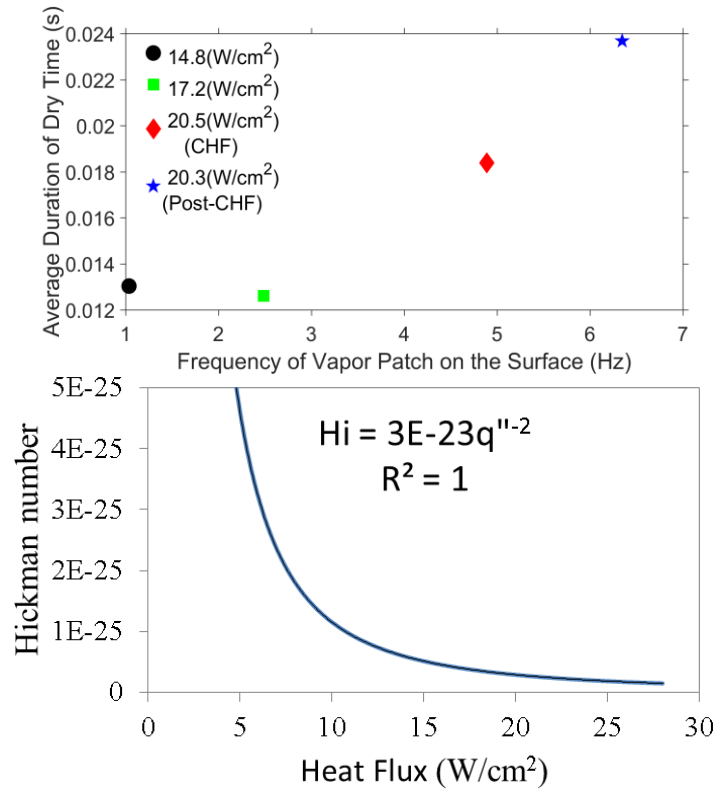 0.024
0.022
0.02
0.018
0.016
0.014
0.012
Average Duration of Dry Time (s)
14.8(W/cm²)
17.2(W/cm²)
20.5(W/cm²)
(CHF)
20.3(W/cm²)
(Post-CHF)
1 2 3 4 5 6 7
Frequency of Vapor Patch on the Surface (Hz)
5E-25
4E-25
3E-25
2E-25
1E-25
0
Hickman number
Hi = 3E-23q"⁻²
R² = 1
0 5 10 15 20 25 30
Heat Flux (W/cm²)